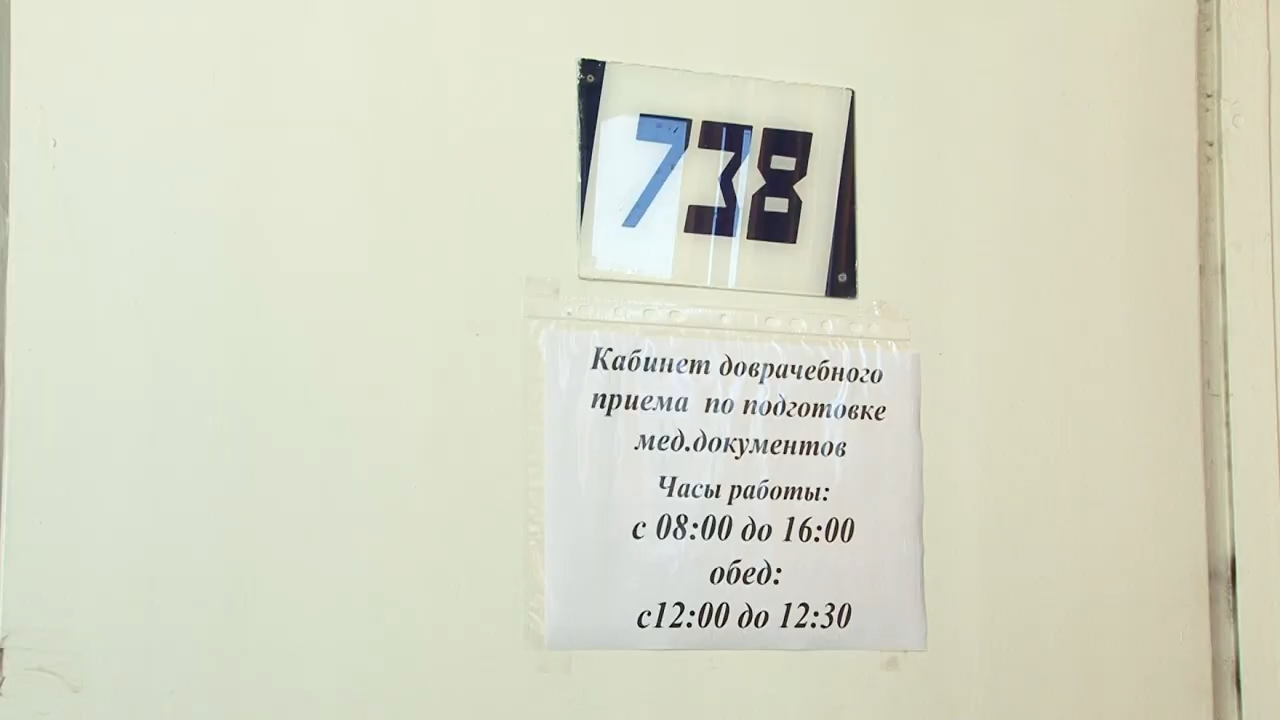 738
Кабинет доврачебного
приема по подготовке
мед.документов
Часы работы:
с 08:00 до 16:00
обед:
с12:00 до 12:30